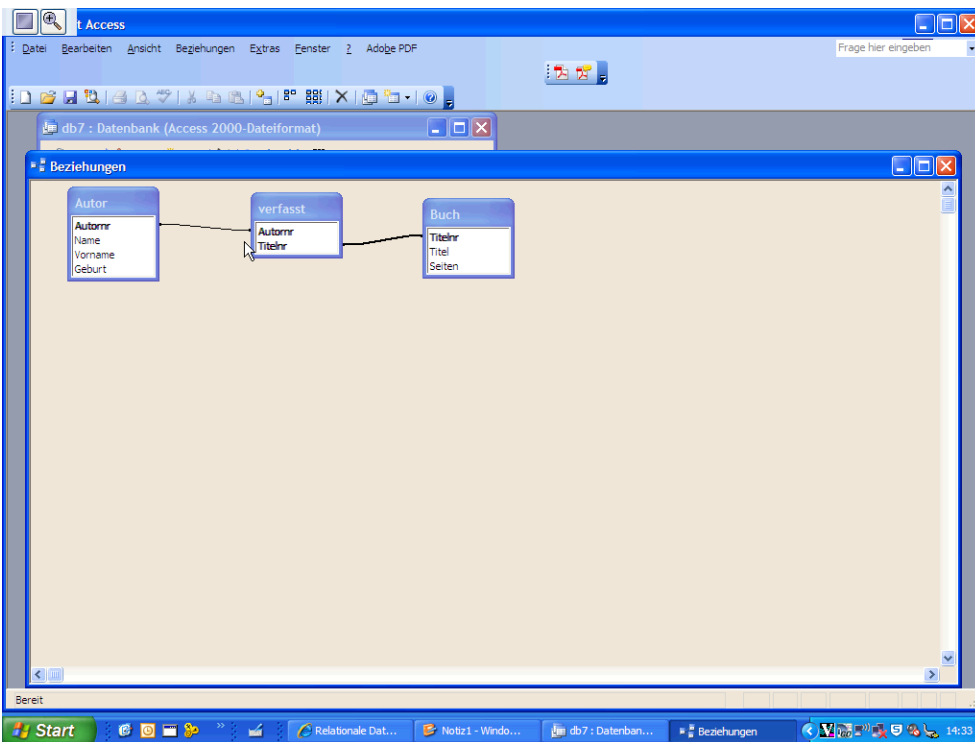 t Access
Datei Bearbeiten Ansicht Beziehungen Extras Fenster ? Adobe PDF
Frage hier eingeben
db7 : Datenbank (Access 2000-Dateiformat)
Beziehungen
Autor
Autornr
Name
Vorname
Geburt
verfasst
Autornr
Titelnr
Buch
Titelnr
Titel
Seiten
Bereit
Start
Relationale Dat...
Notiz1 - Windo...
db7 : Datenban...
Beziehungen
14:33